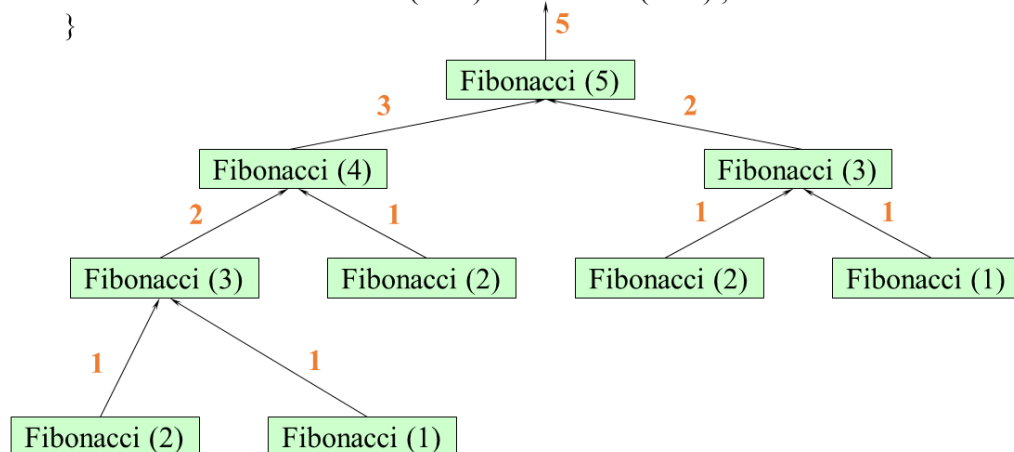 }
5
Fibonacci (5)
3 2
Fibonacci (4) Fibonacci (3)
2 1 1 1
Fibonacci (3) Fibonacci (2) Fibonacci (2) Fibonacci (1)
1 1
Fibonacci (2) Fibonacci (1)